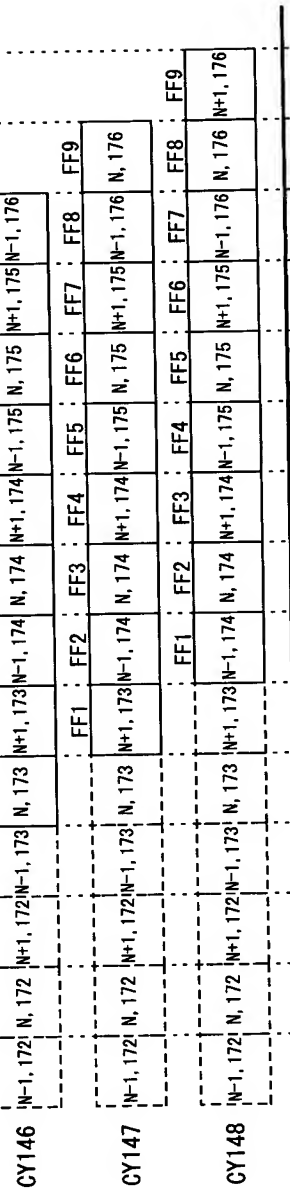 CY146 N-1, 172 N, 172 N+1, 172 N-1, 173 N, 173 N+1, 173 N-1, 174 N, 174 N+1, 174 N-1, 175 N, 175 N+1, 175 N-1, 176
FF1 FF2 FF3 FF4 FF5 FF6 FF7 FF8 FF9
CY147 N-1, 172 N, 172 N+1, 172 N-1, 173 N, 173 N+1, 173 N-1, 174 N, 174 N+1, 174 N-1, 175 N, 175 N+1, 175 N-1, 176 N, 176
FF1 FF2 FF3 FF4 FF5 FF6 FF7 FF8 FF9
CY148 N-1, 172 N, 172 N+1, 172 N-1, 173 N, 173 N+1, 173 N-1, 174 N, 174 N+1, 174 N-1, 175 N, 175 N+1, 175 N-1, 176 N, 176 N+1, 176